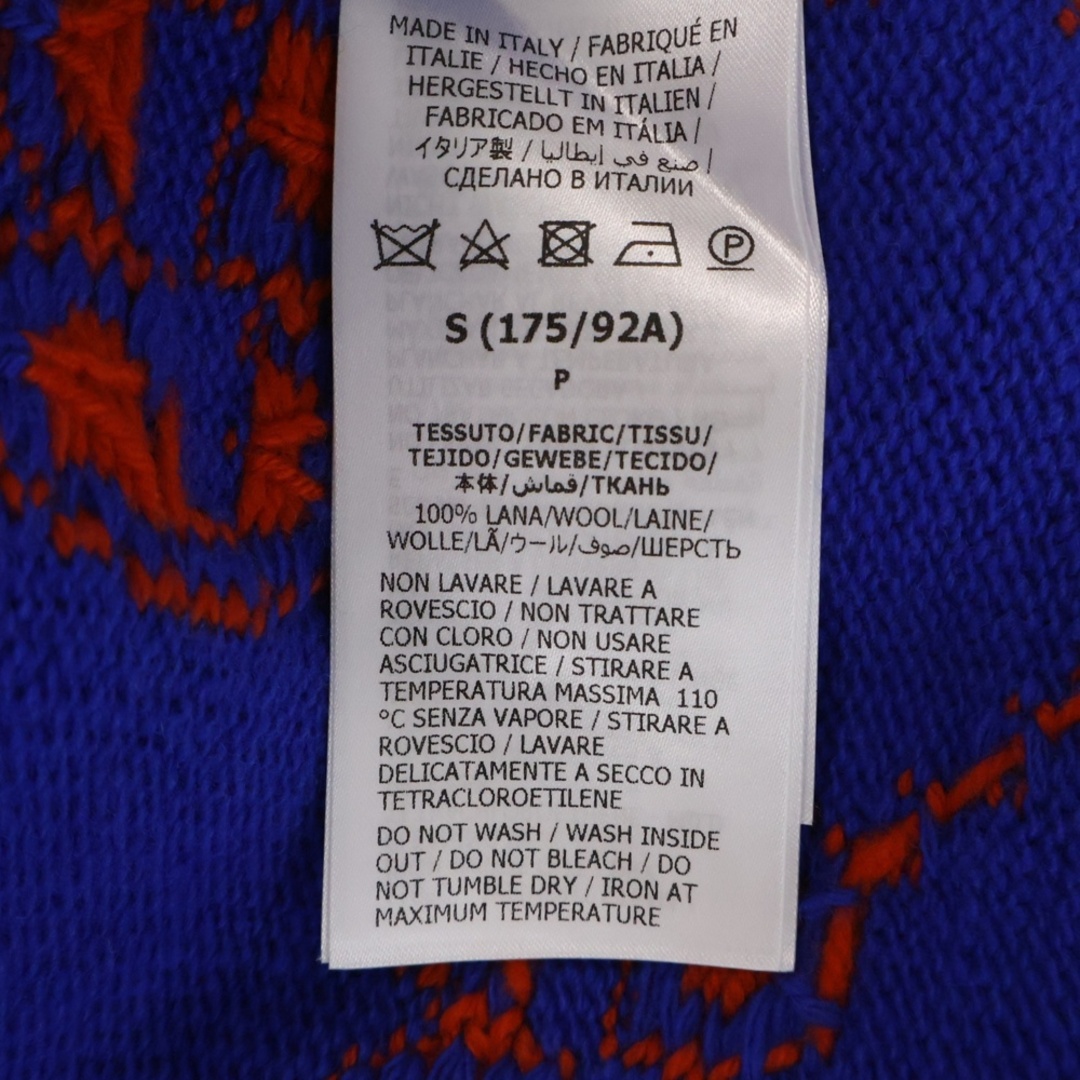 MADE IN ITALY / FABRIQUÉ EN
ITALIE / HECHO EN ITALIA /
HERGESTELLT IN ITALIEN /
FABRICADO EM ITÁLIA /
イタリア製 / صنع في إيطاليا /
СДЕЛАНО В ИТАЛИИ
P
S (175/92A)
P
TESSUTO/FABRIC/TISSU/
TEJIDO/GEWEBE/TECIDO/
本体/قماش/ТКАНЬ
100% LANA/WOOL/LAINE/
WOLLE/LÃ/ウール/صوف/ШЕРСТЬ
NON LAVARE / LAVARE A
ROVESCIO / NON TRATTARE
CON CLORO / NON USARE
ASCIUGATRICE / STIRARE A
TEMPERATURA MASSIMA 110
°C SENZA VAPORE / STIRARE A
ROVESCIO / LAVARE
DELICATAMENTE A SECCO IN
TETRACLOROETILENE
DO NOT WASH / WASH INSIDE
OUT / DO NOT BLEACH / DO
NOT TUMBLE DRY / IRON AT
MAXIMUM TEMPERATURE